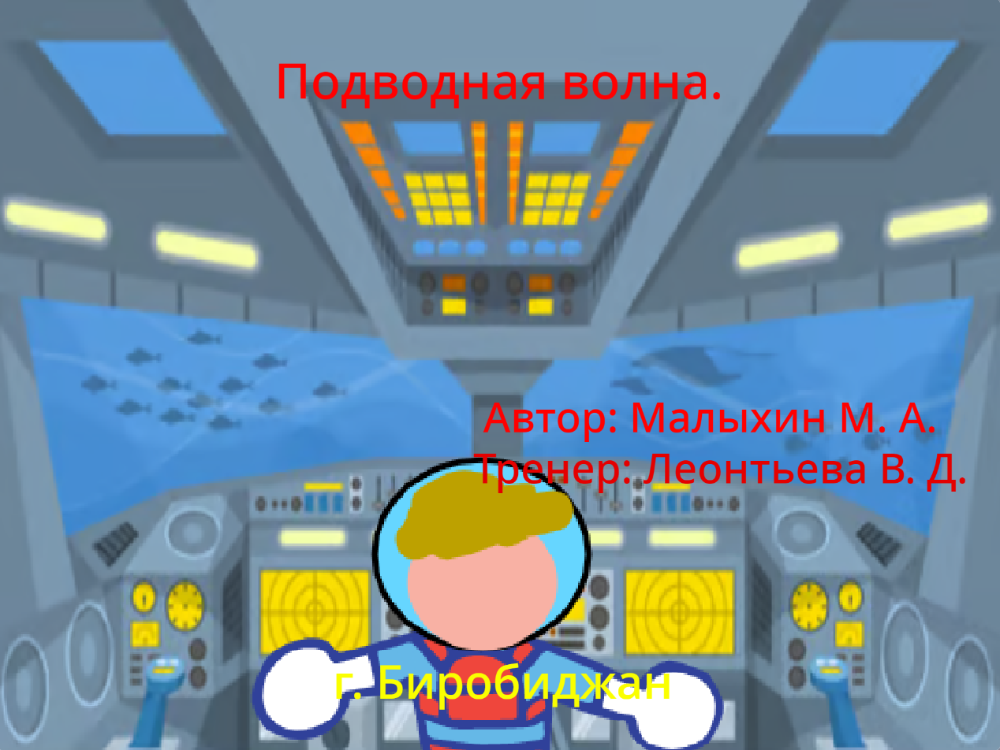 Подводная волна.
Автор: Малыхин М. А.
Тренер: Леонтьева В. Д.
г. Биробиджан